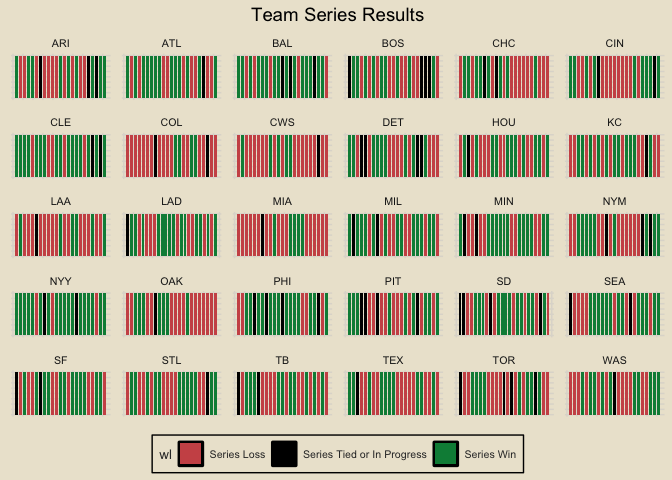 Team Series Results
ARI ATL BAL BOS CHC CIN
CLE COL CWS DET HOU KC
LAA LAD MIA MIL MIN NYM
NYY OAK PHI PIT SD SEA
SF STL TB TEX TOR WAS
wl Series Loss Series Tied or In Progress Series Win